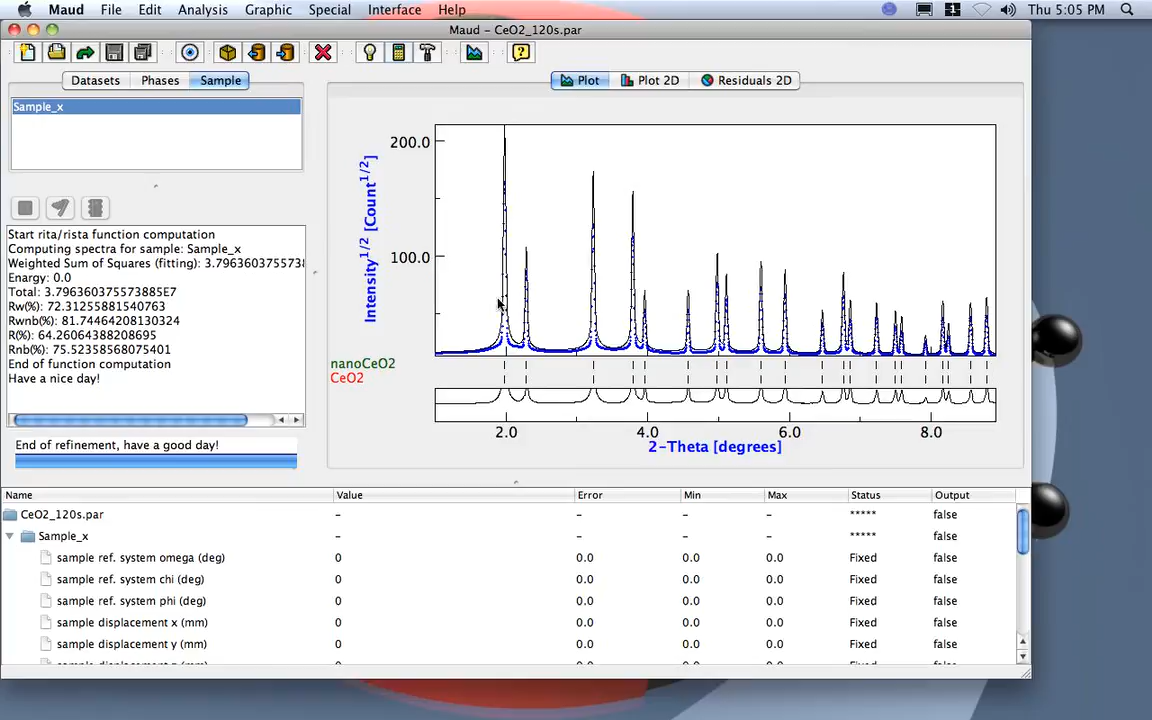 Maud File Edit Analysis Graphic Special Interface Help 1 Thu 5:05 PM
Maud – CeO2_120s.par
Datasets Phases Sample
Plot Plot 2D Residuals 2D
Sample_x
Start rita/rista function computation
Computing spectra for sample: Sample_x
Weighted Sum of Squares (fitting): 3.796360375573
Energy: 0.0
Total: 3.796360375573885E7
Rw(%): 72.31255881540763
Rwnb(%): 81.74464208130324
R(%): 64.26064388208695
Rnb(%): 75.52358568075401
End of function computation
Have a nice day!
End of refinement, have a good day!
200.0
100.0
Intensity1/2 [Count1/2]
nanoCeO2
CeO2
2.0 4.0 6.0 8.0
2-Theta [degrees]
Name Value Error Min Max Status Output
CeO2_120s.par – – – – ***** false
Sample_x – – – – ***** false
sample ref. system omega (deg) 0 0.0 0.0 0.0 Fixed false
sample ref. system chi (deg) 0 0.0 0.0 0.0 Fixed false
sample ref. system phi (deg) 0 0.0 0.0 0.0 Fixed false
sample displacement x (mm) 0 0.0 0.0 0.0 Fixed false
sample displacement y (mm) 0 0.0 0.0 0.0 Fixed false